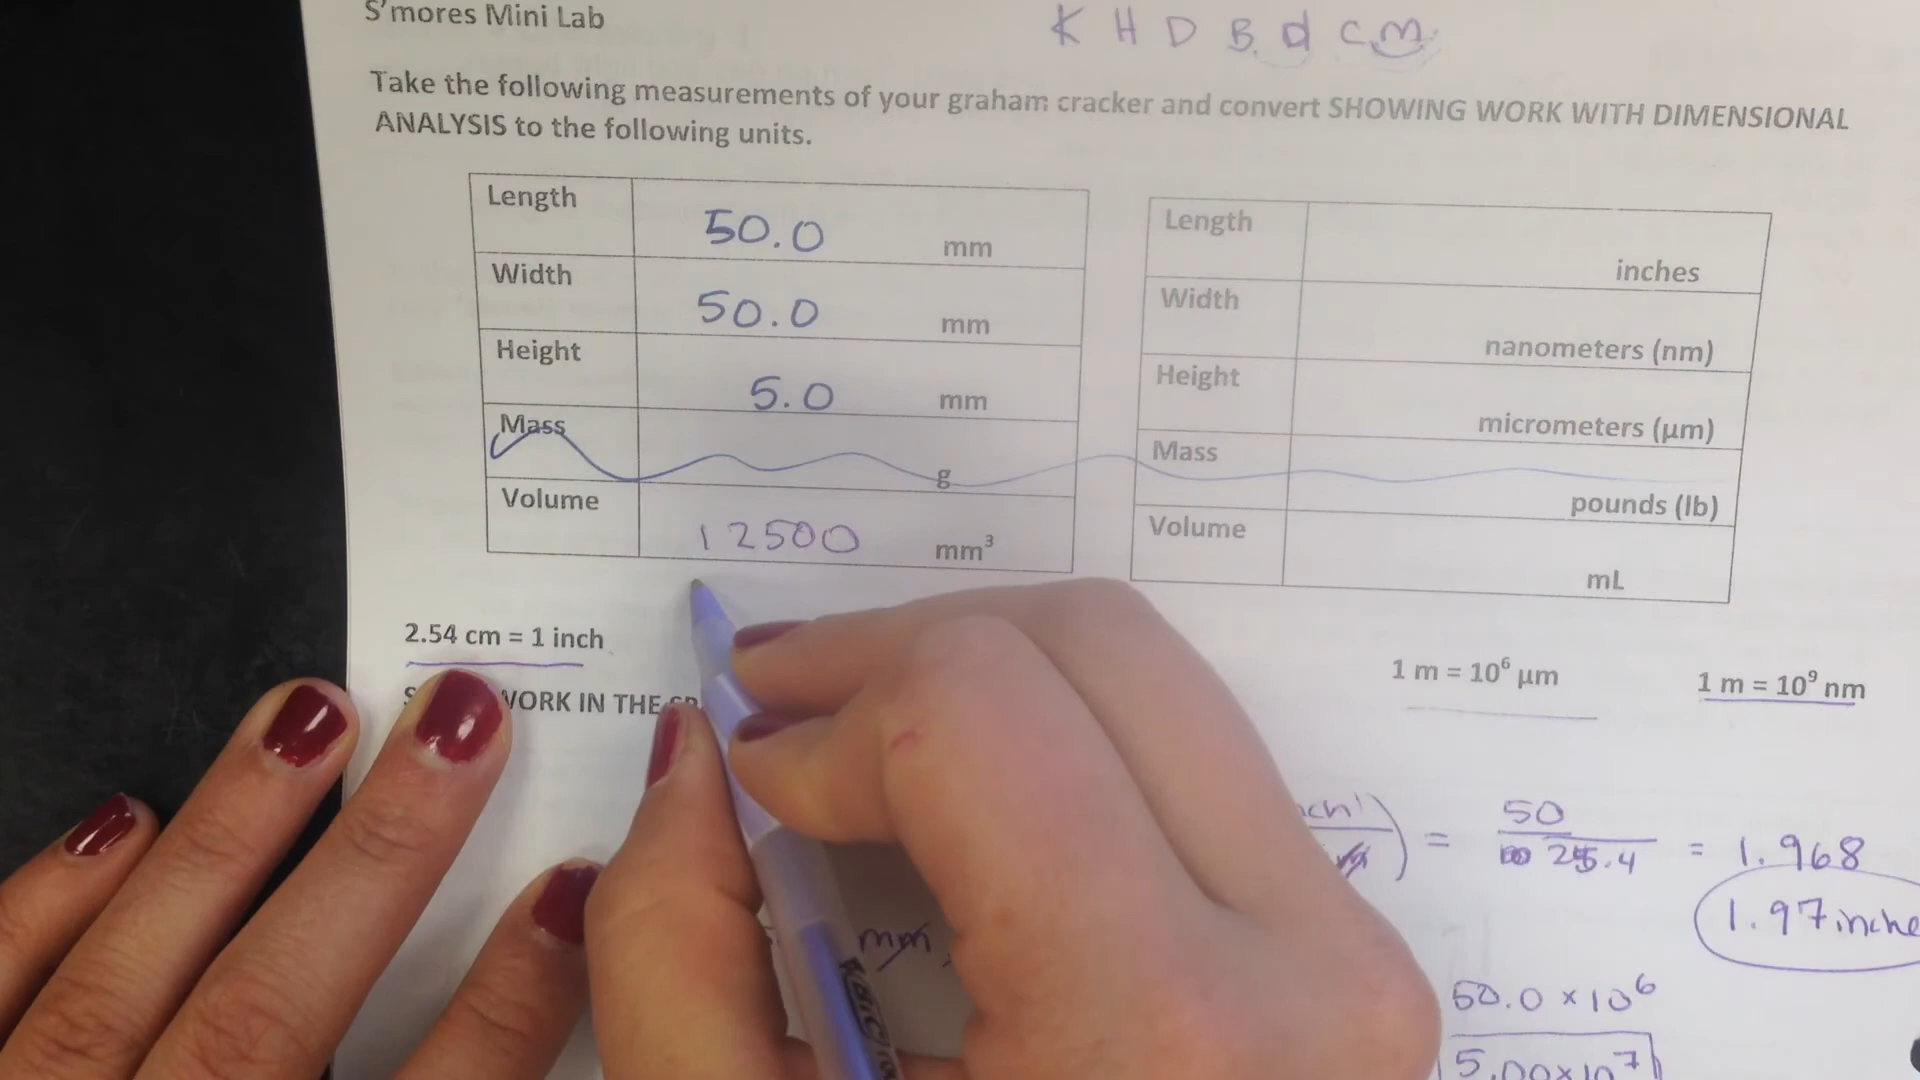 S'mores Mini Lab
K H D B d c m
Take the following measurements of your graham cracker and convert SHOWING WORK WITH DIMENSIONAL
ANALYSIS to the following units.
Length 50.0 mm
Width 50.0 mm
Height 5.0 mm
Mass g
Volume 12500 mm³
Length inches
Width nanometers (nm)
Height micrometers (µm)
Mass pounds (lb)
Volume mL
2.54 cm = 1 inch
1 m = 10⁶ µm
1 m = 10⁹ nm
WORK IN THE
= 50 / 25.4 = 1.968
1.97 inche
mm
50.0 × 10⁶
5.00 × 10⁷